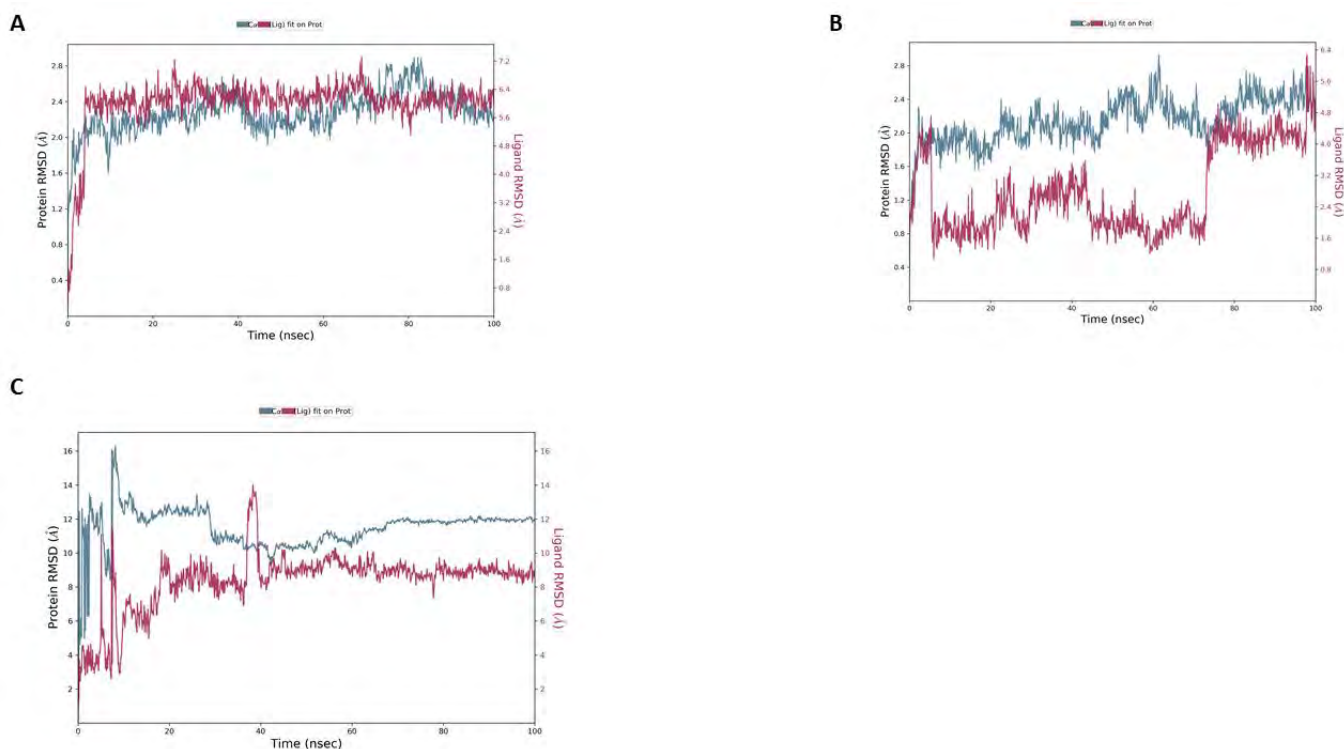 A
Ca (Lig) fit on Prot
Protein RMSD (Å)
2.8
2.4
2.0
1.6
1.2
0.8
0.4
7.2
6.4
5.6
4.8
4.0
3.2
2.4
1.6
0.8
Ligand RMSD (Å)
0 20 40 60 80 100
Time (nsec)
B
Ca (Lig) fit on Prot
Protein RMSD (Å)
2.8
2.4
2.0
1.6
1.2
0.8
0.4
6.4
5.6
4.8
4.0
3.2
2.4
1.6
0.8
Ligand RMSD (Å)
0 20 40 60 80 100
Time (nsec)
C
Ca (Lig) fit on Prot
Protein RMSD (Å)
16
14
12
10
8
6
4
2
16
14
12
10
8
6
4
2
Ligand RMSD (Å)
0 20 40 60 80 100
Time (nsec)